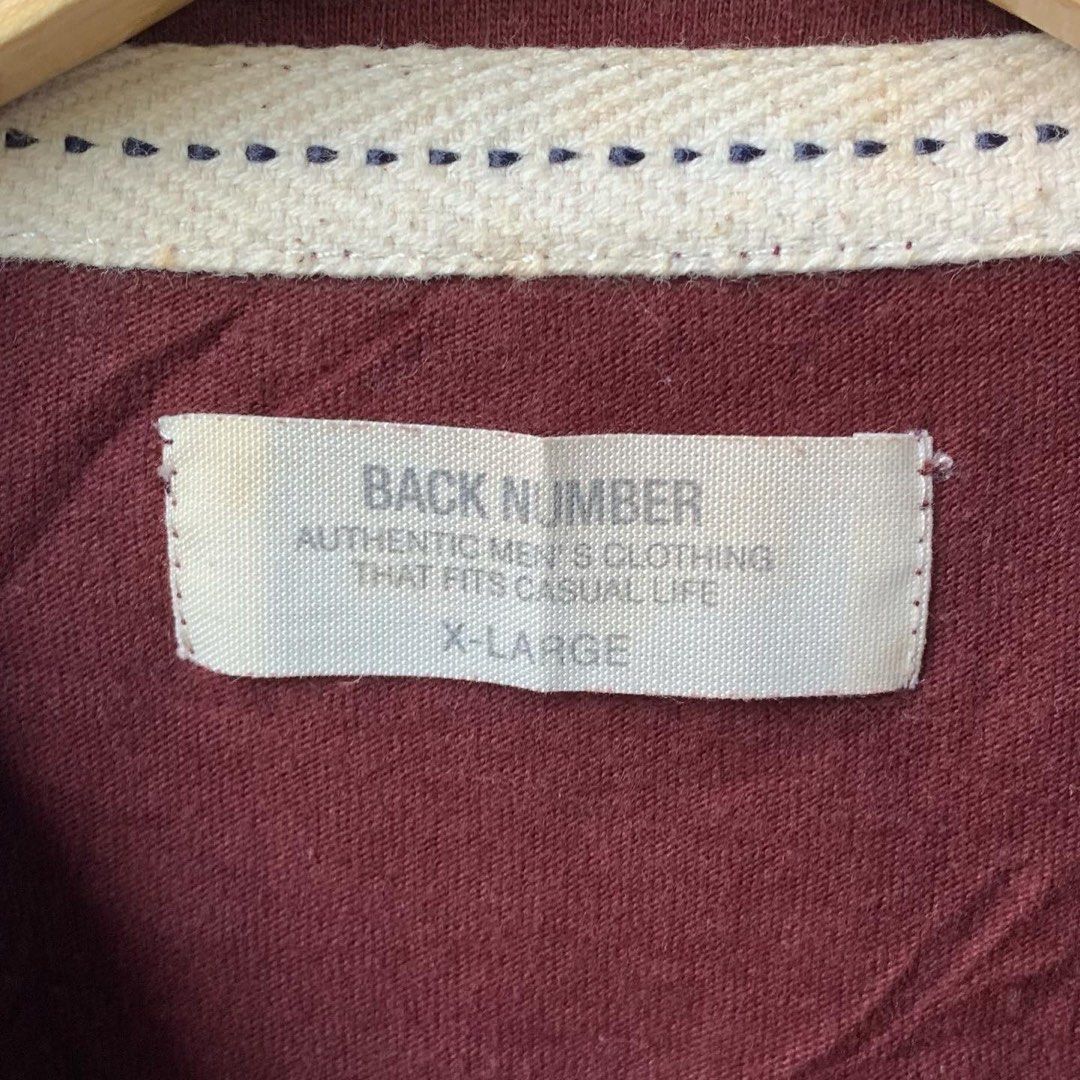 BACK NUMBER
AUTHENTIC MEN'S CLOTHING
THAT FITS CASUAL LIFE
X-LARGE